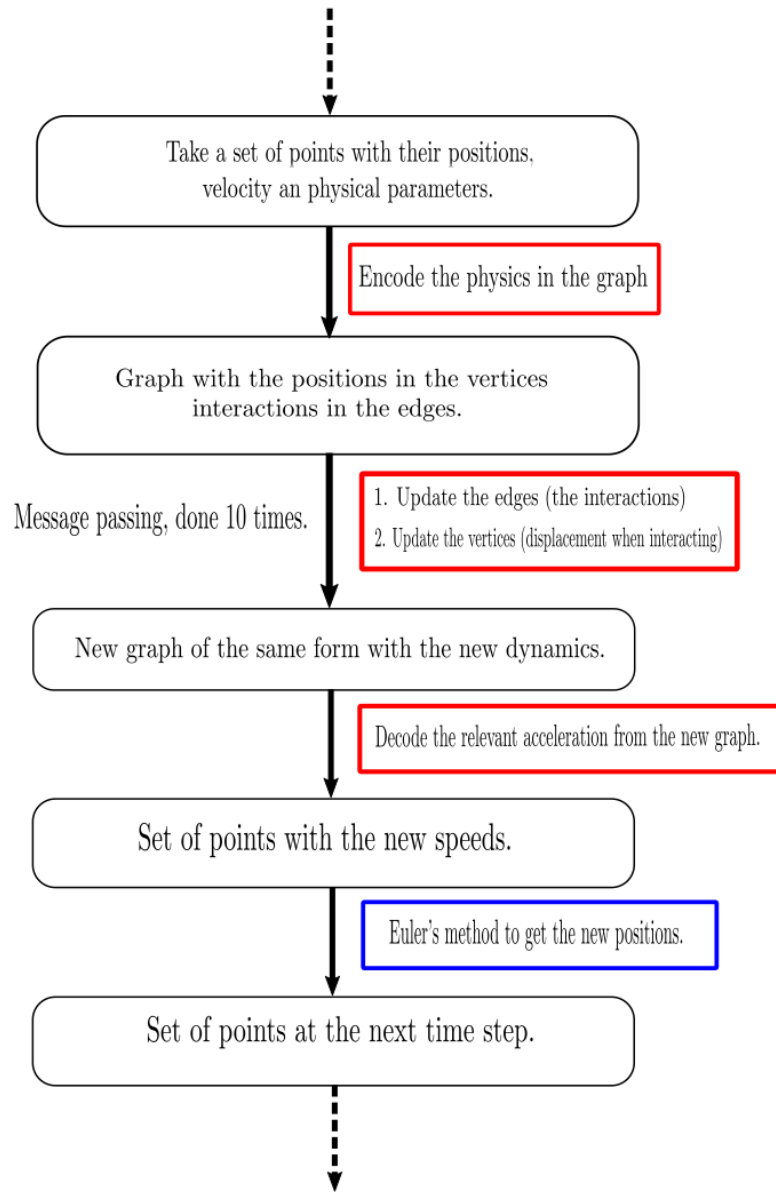 Take a set of points with their positions,
velocity an physical parameters.
Encode the physics in the graph
Graph with the positions in the vertices
interactions in the edges.
Message passing, done 10 times.
1. Update the edges (the interactions)
2. Update the vertices (displacement when interacting)
New graph of the same form with the new dynamics.
Decode the relevant acceleration from the new graph.
Set of points with the new speeds.
Euler's method to get the new positions.
Set of points at the next time step.